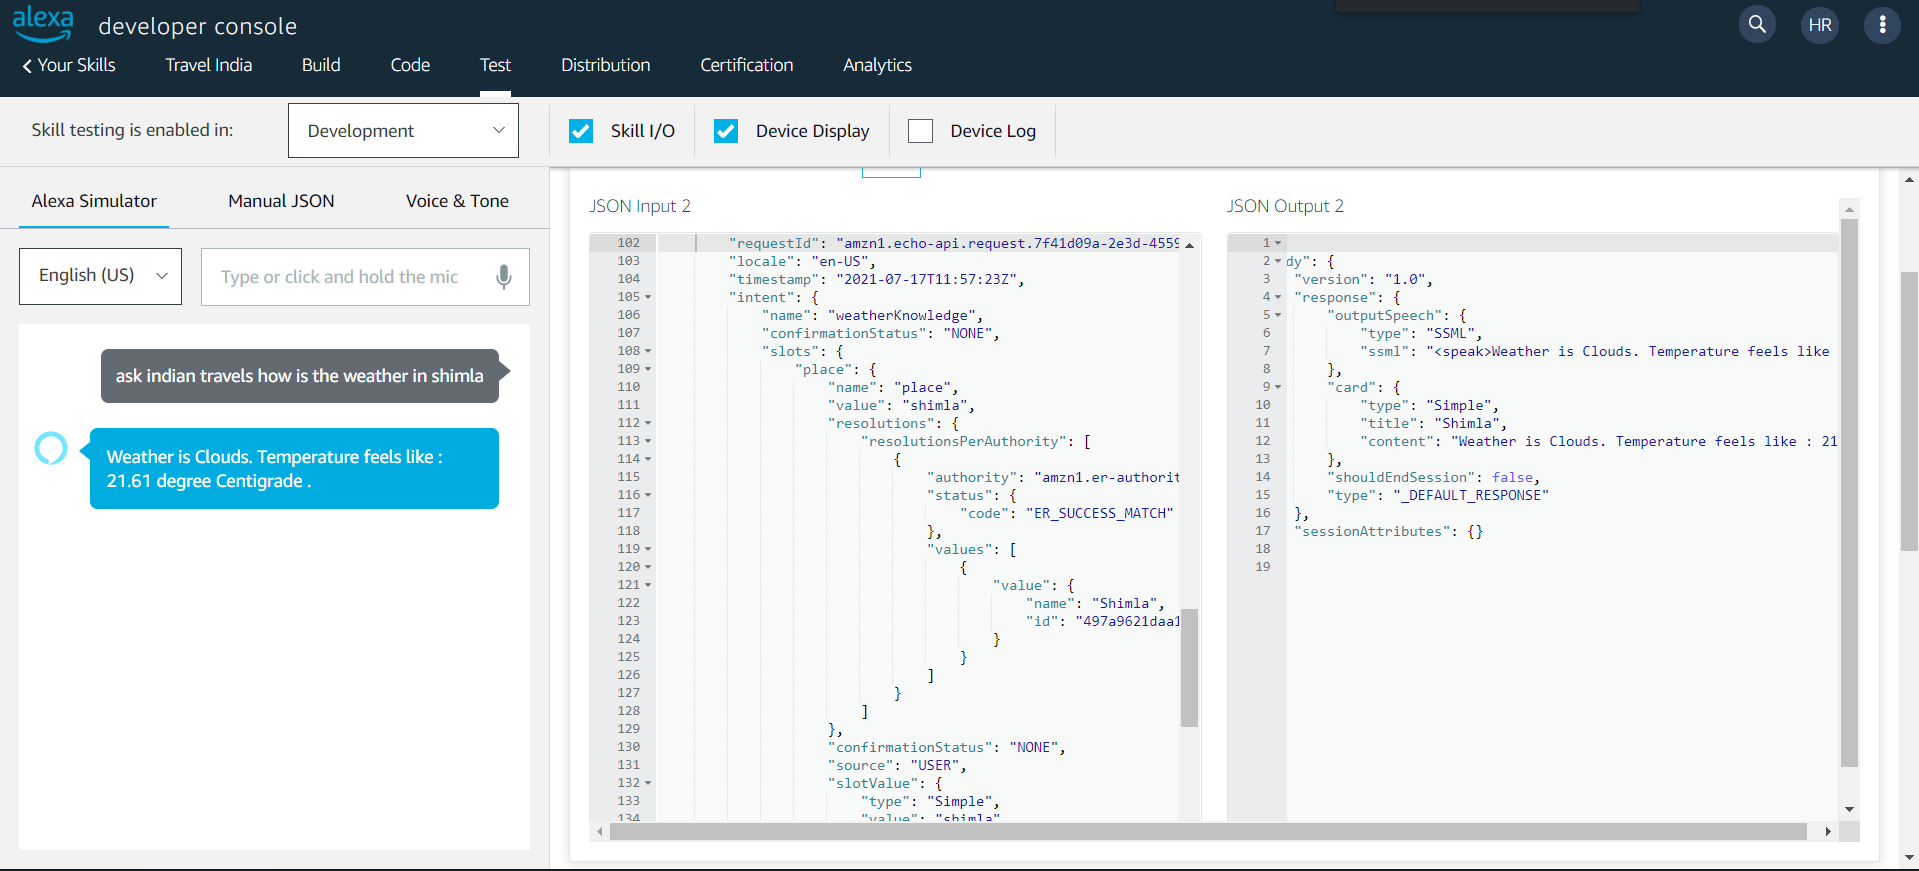 alexa
developer console
HR
Your Skills
Travel India
Build
Code
Test
Distribution
Certification
Analytics
Skill testing is enabled in:
Development
Skill I/O
Device Display
Device Log
Alexa Simulator
Manual JSON
Voice & Tone
English (US)
Type or click and hold the mic
ask indian travels how is the weather in shimla
Weather is Clouds. Temperature feels like :
21.61 degree Centigrade .
JSON Input 2
102 "requestId": "amzn1.echo-api.request.7f41d09a-2e3d-4559
103 "locale": "en-US",
104 "timestamp": "2021-07-17T11:57:23Z",
105 "intent": {
106 "name": "weatherKnowledge",
107 "confirmationStatus": "NONE",
108 "slots": {
109 "place": {
110 "name": "place",
111 "value": "shimla",
112 "resolutions": {
113 "resolutionsPerAuthority": [
114 {
115 "authority": "amzn1.er-authorit
116 "status": {
117 "code": "ER_SUCCESS_MATCH"
118 },
119 "values": [
120 {
121 "value": {
122 "name": "Shimla",
123 "id": "497a9621daa1
124 }
125 }
126 ]
127 }
128 ]
129 },
130 "confirmationStatus": "NONE",
131 "source": "USER",
132 "slotValue": {
133 "type": "Simple",
134 "value": "shimla"
JSON Output 2
1
2 dy": {
3 "version": "1.0",
4 "response": {
5 "outputSpeech": {
6 "type": "SSML",
7 "ssml": "<speak>Weather is Clouds. Temperature feels like
8 },
9 "card": {
10 "type": "Simple",
11 "title": "Shimla",
12 "content": "Weather is Clouds. Temperature feels like : 21
13 },
14 "shouldEndSession": false,
15 "type": "_DEFAULT_RESPONSE"
16 },
17 "sessionAttributes": {}
18
19